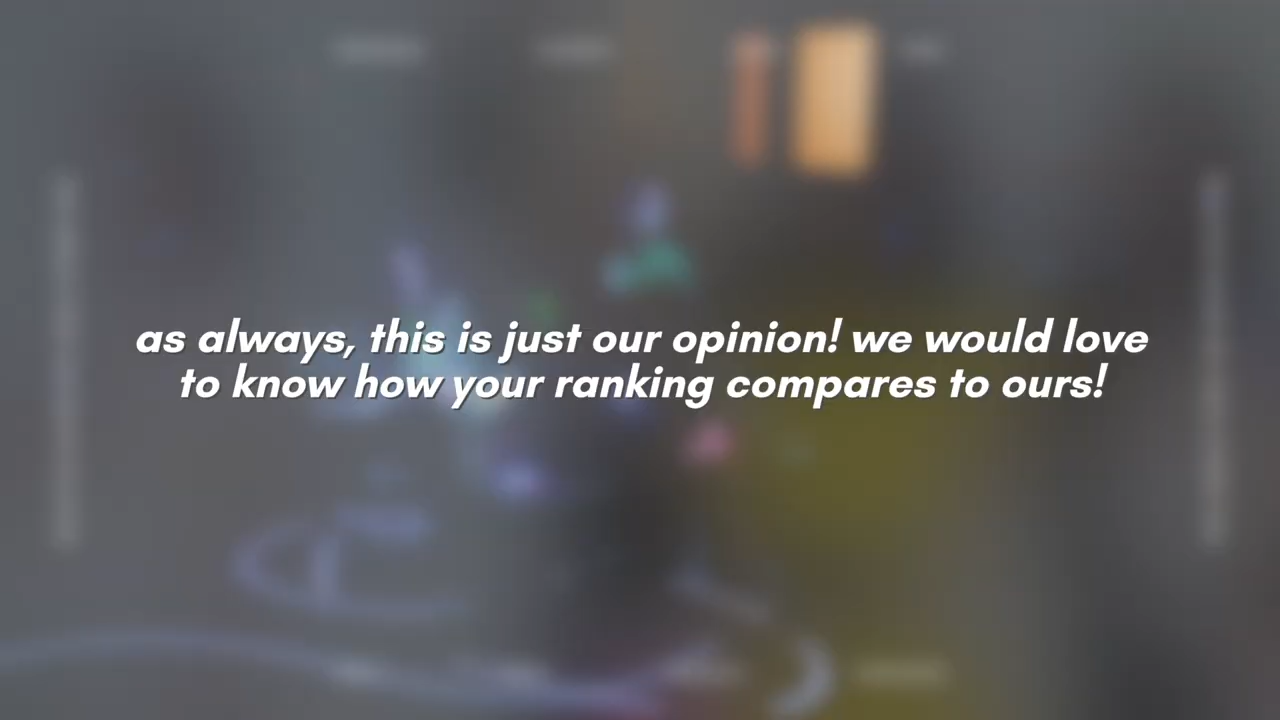 as always, this is just our opinion! we would love
to know how your ranking compares to ours!